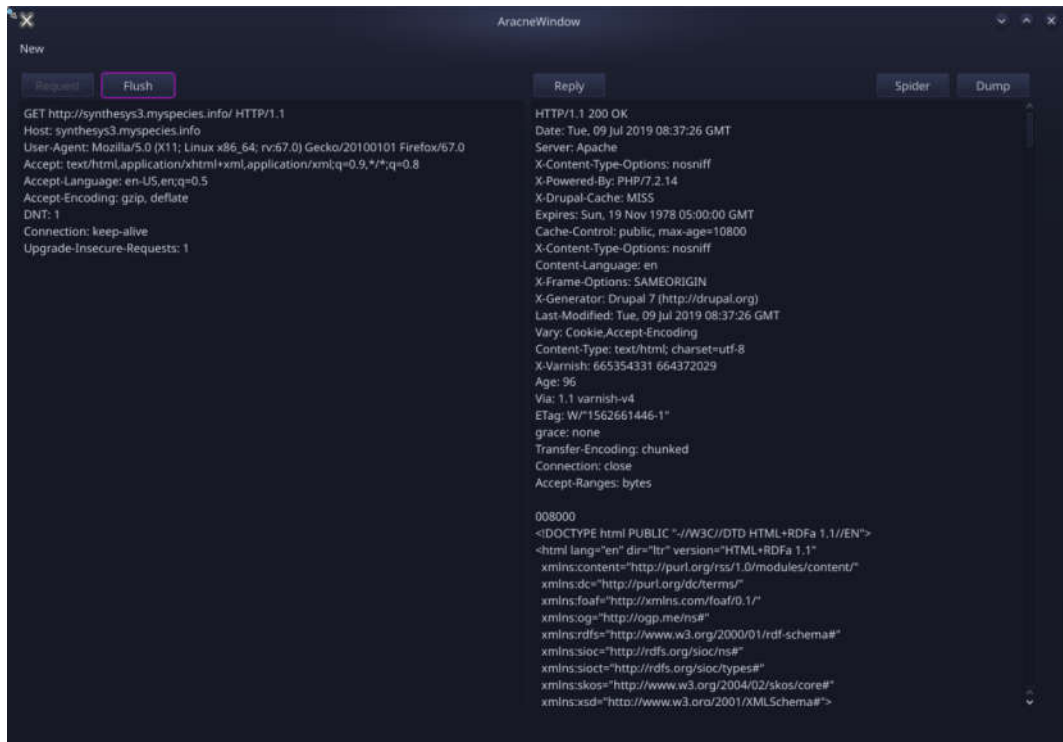 AracneWindow
New
Request Flush
Reply Spider Dump
GET http://synthesys3.myspecies.info/ HTTP/1.1
Host: synthesys3.myspecies.info
User-Agent: Mozilla/5.0 (X11; Linux x86_64; rv:67.0) Gecko/20100101 Firefox/67.0
Accept: text/html,application/xhtml+xml,application/xml;q=0.9,*/*;q=0.8
Accept-Language: en-US,en;q=0.5
Accept-Encoding: gzip, deflate
DNT: 1
Connection: keep-alive
Upgrade-Insecure-Requests: 1
HTTP/1.1 200 OK
Date: Tue, 09 Jul 2019 08:37:26 GMT
Server: Apache
X-Content-Type-Options: nosniff
X-Powered-By: PHP/7.2.14
X-Drupal-Cache: MISS
Expires: Sun, 19 Nov 1978 05:00:00 GMT
Cache-Control: public, max-age=10800
X-Content-Type-Options: nosniff
Content-Language: en
X-Frame-Options: SAMEORIGIN
X-Generator: Drupal 7 (http://drupal.org)
Last-Modified: Tue, 09 Jul 2019 08:37:26 GMT
Vary: Cookie,Accept-Encoding
Content-Type: text/html; charset=utf-8
X-Varnish: 665354331 664372029
Age: 96
Via: 1.1 varnish-v4
ETag: W/"1562661446-1"
grace: none
Transfer-Encoding: chunked
Connection: close
Accept-Ranges: bytes
008000
<!DOCTYPE html PUBLIC "-//W3C//DTD HTML+RDFa 1.1//EN">
<html lang="en" dir="ltr" version="HTML+RDFa 1.1"
xmlns:content="http://purl.org/rss/1.0/modules/content/"
xmlns:dc="http://purl.org/dc/terms/"
xmlns:foaf="http://xmlns.com/foaf/0.1/"
xmlns:og="http://ogp.me/ns#"
xmlns:rdfs="http://www.w3.org/2000/01/rdf-schema#"
xmlns:sioc="http://rdfs.org/sioc/ns#"
xmlns:sioct="http://rdfs.org/sioc/types#"
xmlns:skos="http://www.w3.org/2004/02/skos/core#"
xmlns:xsd="http://www.w3.org/2001/XMLSchema#">